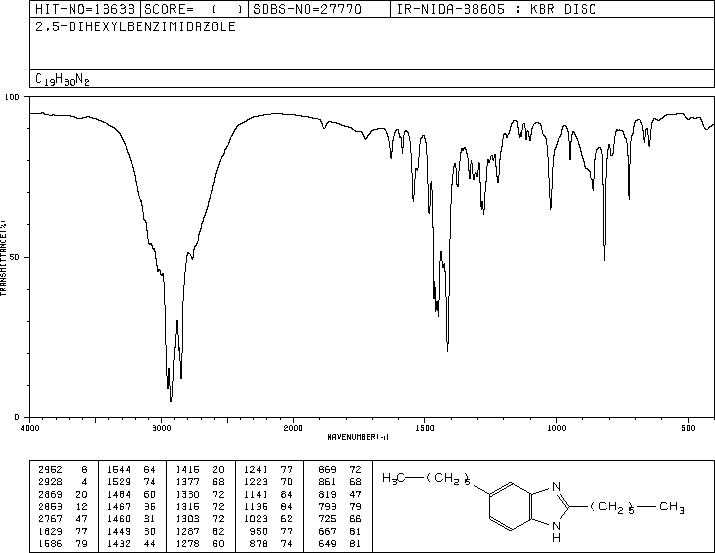 HIT-NO=13633 SCORE= ( ) SDBS-NO=27770 IR-NIDA-38605 : KBR DISC
2,5-DIHEXYLBENZIMIDAZOLE
C19H30N2
100
50
0
TRANSMITTANCE(%)
4000 3000 2000 1500 1000 500
WAVENUMBER(-1)
2952 6 1544 64 1416 20 1241 77 869 72
2928 4 1529 74 1377 68 1223 70 861 68
2869 20 1484 60 1330 72 1141 84 819 47
2853 12 1467 36 1315 72 1136 84 793 79
2767 47 1460 31 1303 72 1023 62 725 66
1629 77 1449 30 1287 62 950 77 667 81
1586 79 1432 44 1278 60 878 74 649 81
H3C (CH2)5
N
(CH2)5 CH3
NH